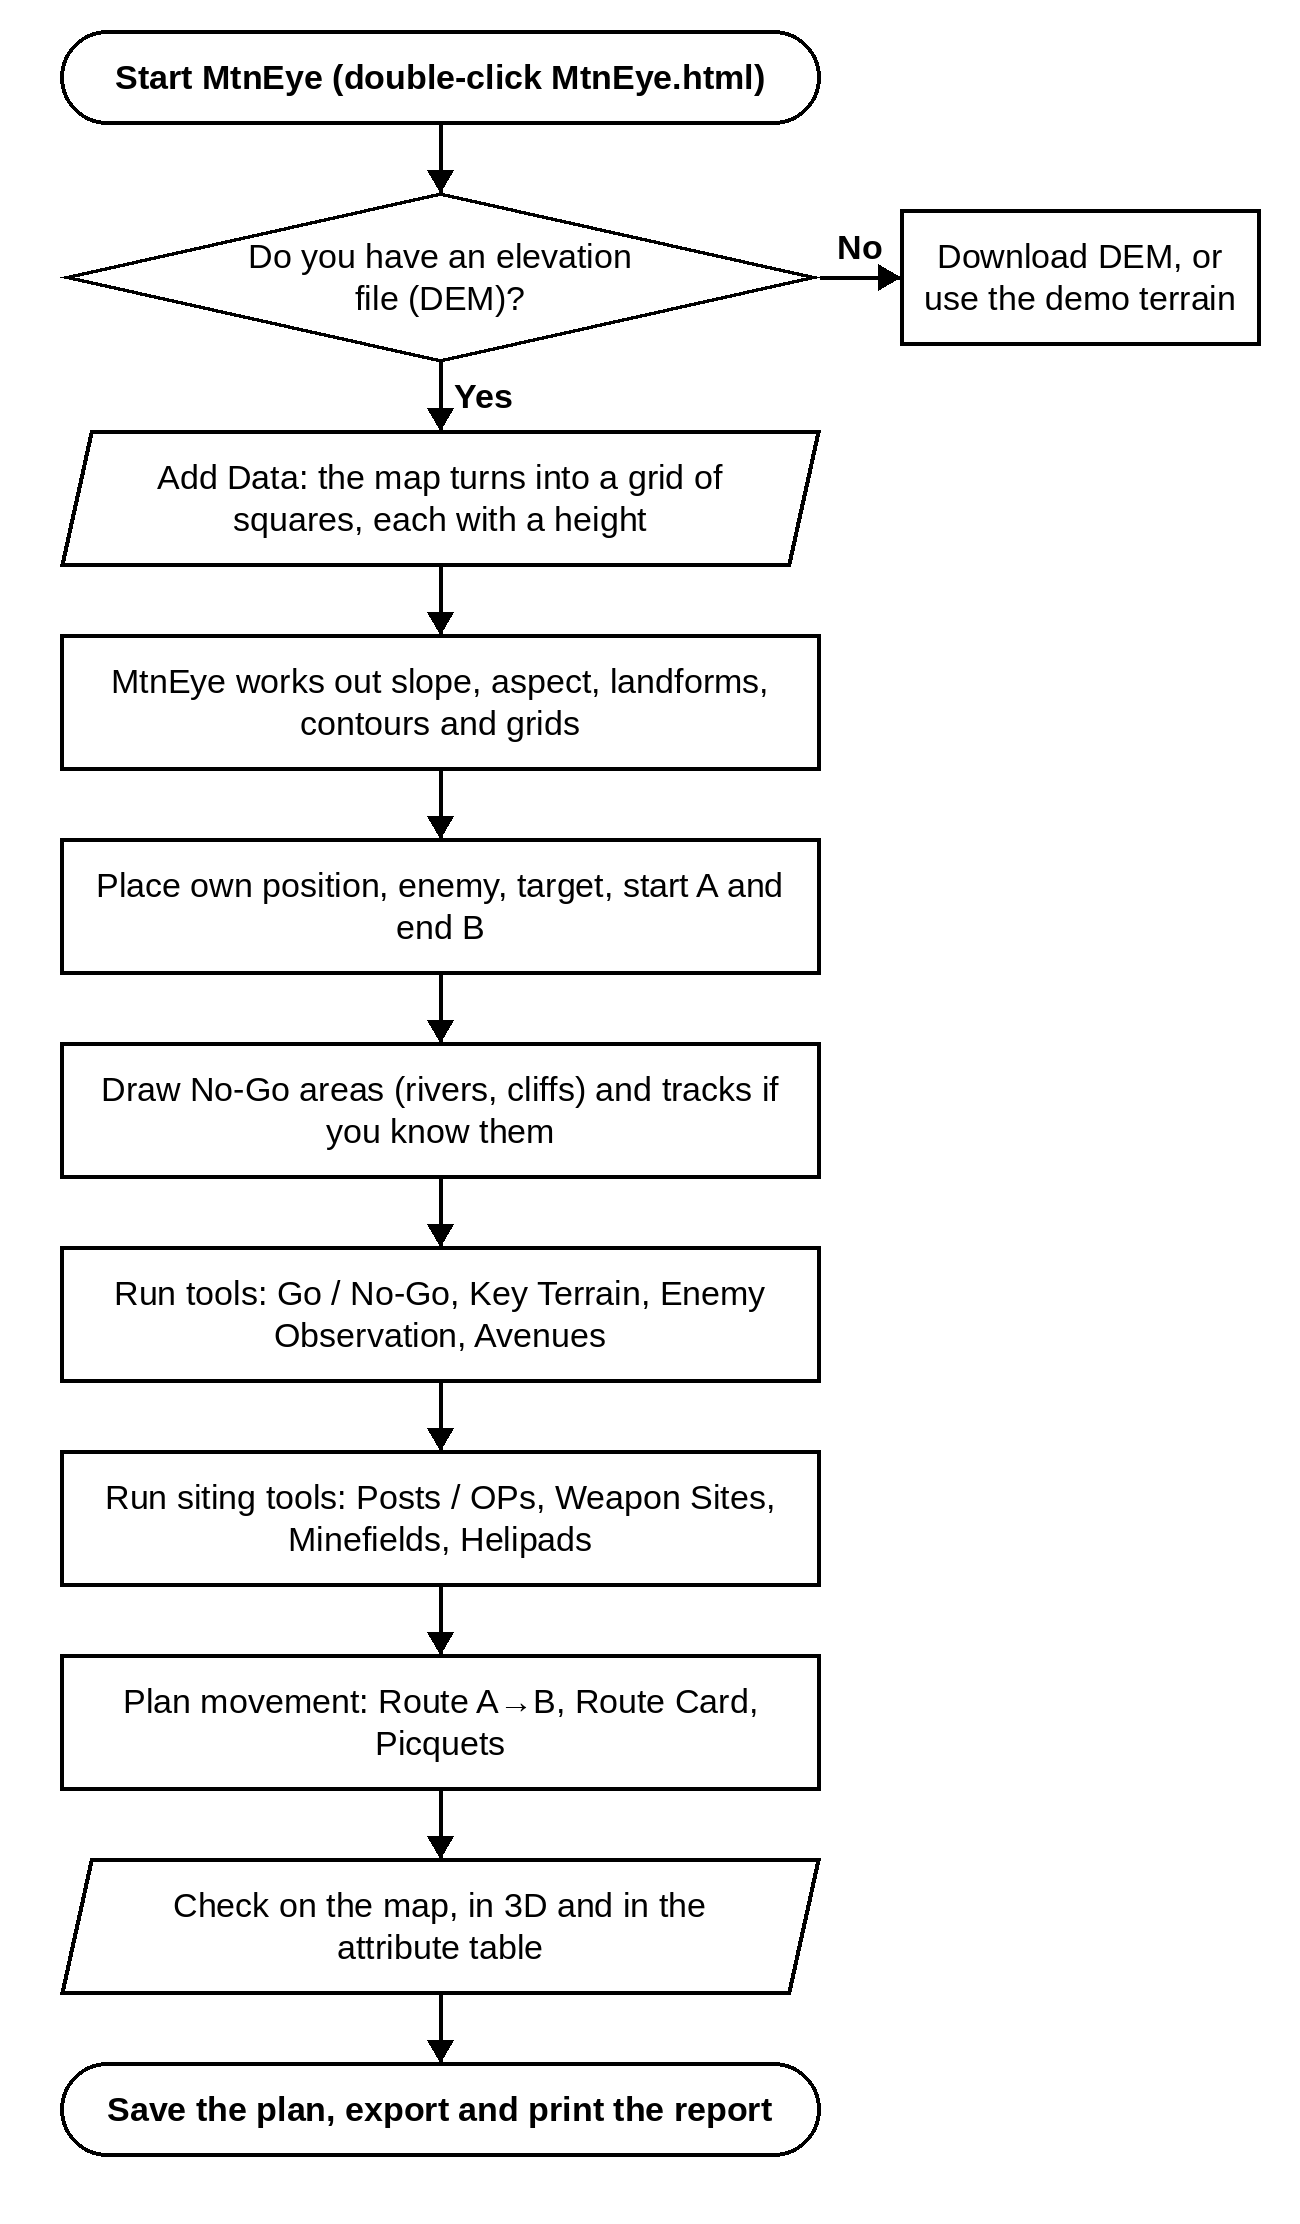 Start MtnEye (double-click MtnEye.html)
Do you have an elevation
file (DEM)?
No
Download DEM, or
use the demo terrain
Yes
Add Data: the map turns into a grid of
squares, each with a height
MtnEye works out slope, aspect, landforms,
contours and grids
Place own position, enemy, target, start A and
end B
Draw No-Go areas (rivers, cliffs) and tracks if
you know them
Run tools: Go / No-Go, Key Terrain, Enemy
Observation, Avenues
Run siting tools: Posts / OPs, Weapon Sites,
Minefields, Helipads
Plan movement: Route A→B, Route Card,
Picquets
Check on the map, in 3D and in the
attribute table
Save the plan, export and print the report